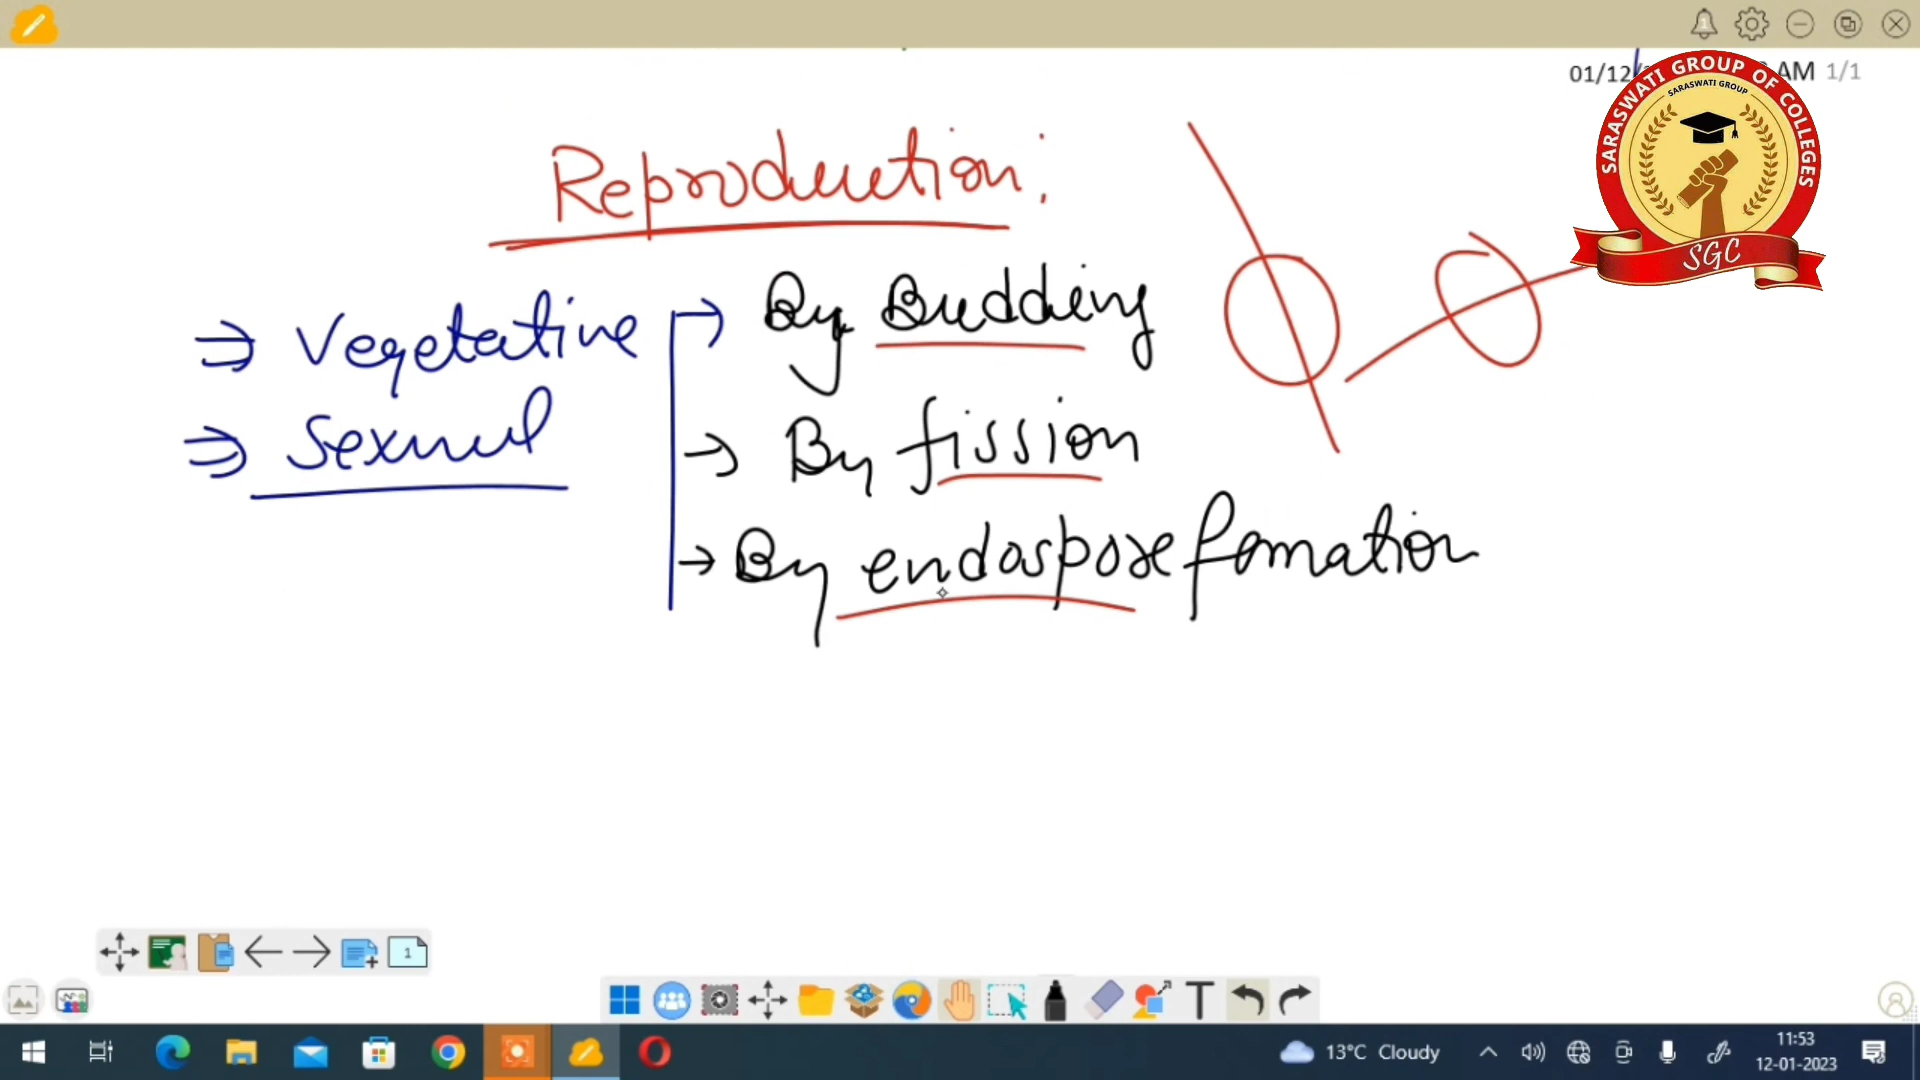 01/12 AM 1/1
SARASWATI GROUP OF COLLEGES
SARASWATI GROUP
SGC
Reproduction:
⇒ Vegetative
⇒ Sexual
→ By Budding
→ By fission
→ By endospore fomation
1
T
13°C Cloudy
11:53
12-01-2023